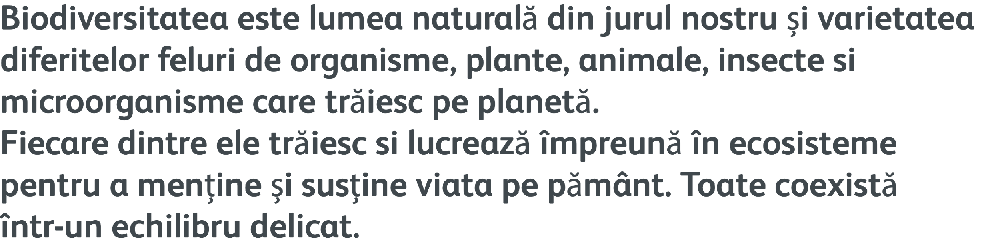 Biodiversitatea este lumea naturală din jurul nostru și varietatea
diferitelor feluri de organisme, plante, animale, insecte si
microorganisme care trăiesc pe planetă.
Fiecare dintre ele trăiesc si lucrează împreună în ecosisteme
pentru a menține și susține viata pe pământ. Toate coexistă
într-un echilibru delicat.